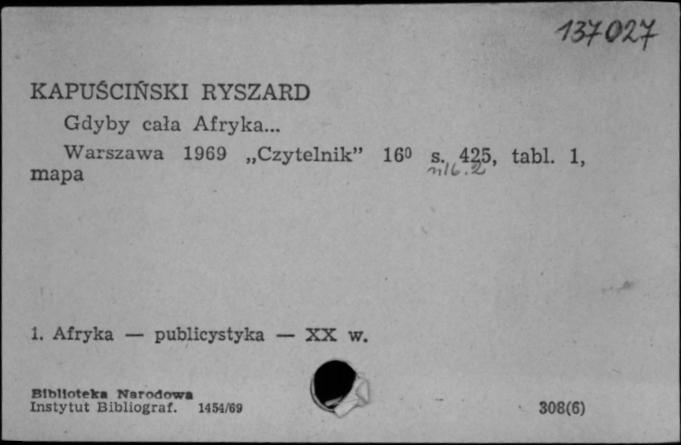 137027
KAPUŚCIŃSKI RYSZARD
Gdyby cała Afryka...
Warszawa 1969 „Czytelnik” 16⁰ s. 425, tabl. 1,
mapa
1. Afryka — publicystyka — XX w.
Biblioteka Narodowa
Instytut Bibliograf. 1454/69
308(6)